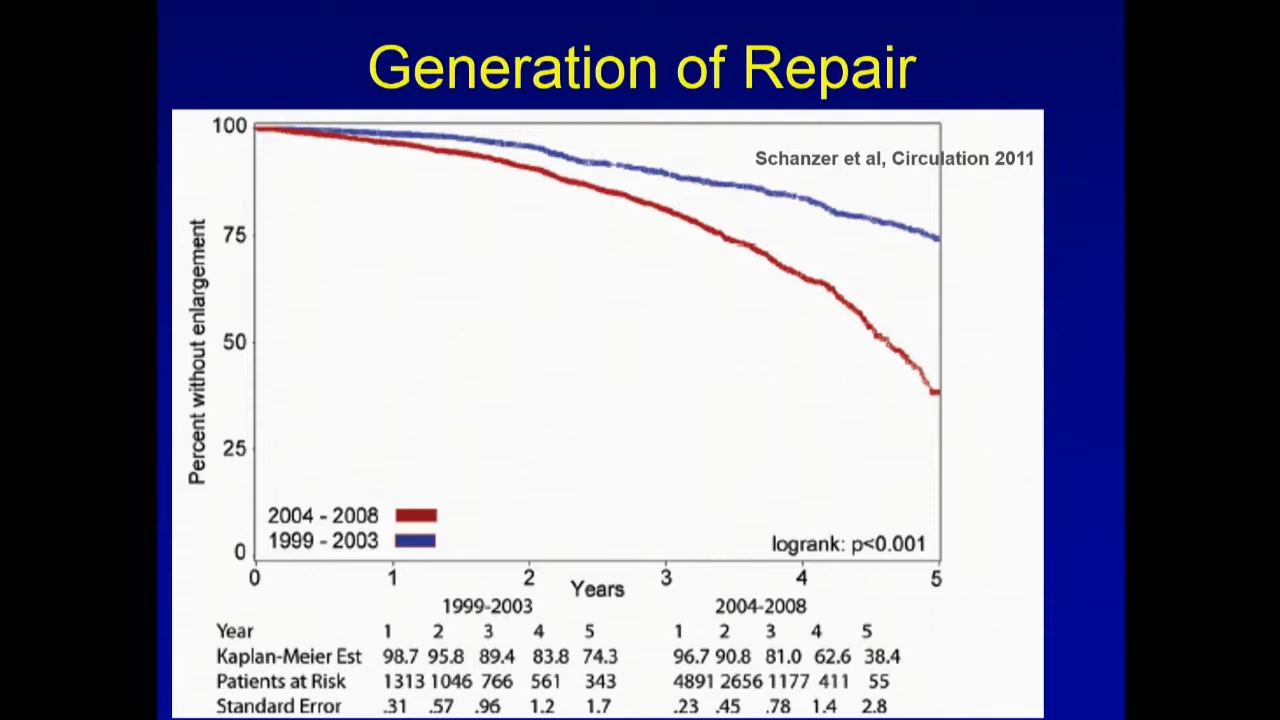 Generation of Repair
Schanzer et al, Circulation 2011
Percent without enlargement
100
75
50
25
0
2004 - 2008
1999 - 2003
logrank: p<0.001
0 1 2 3 4 5
Years
1999-2003 2004-2008
Year 1 2 3 4 5 1 2 3 4 5
Kaplan-Meier Est 98.7 95.8 89.4 83.8 74.3 96.7 90.8 81.0 62.6 38.4
Patients at Risk 1313 1046 766 561 343 4891 2656 1177 411 55
Standard Error .31 .57 .96 1.2 1.7 .23 .45 .78 1.4 2.8